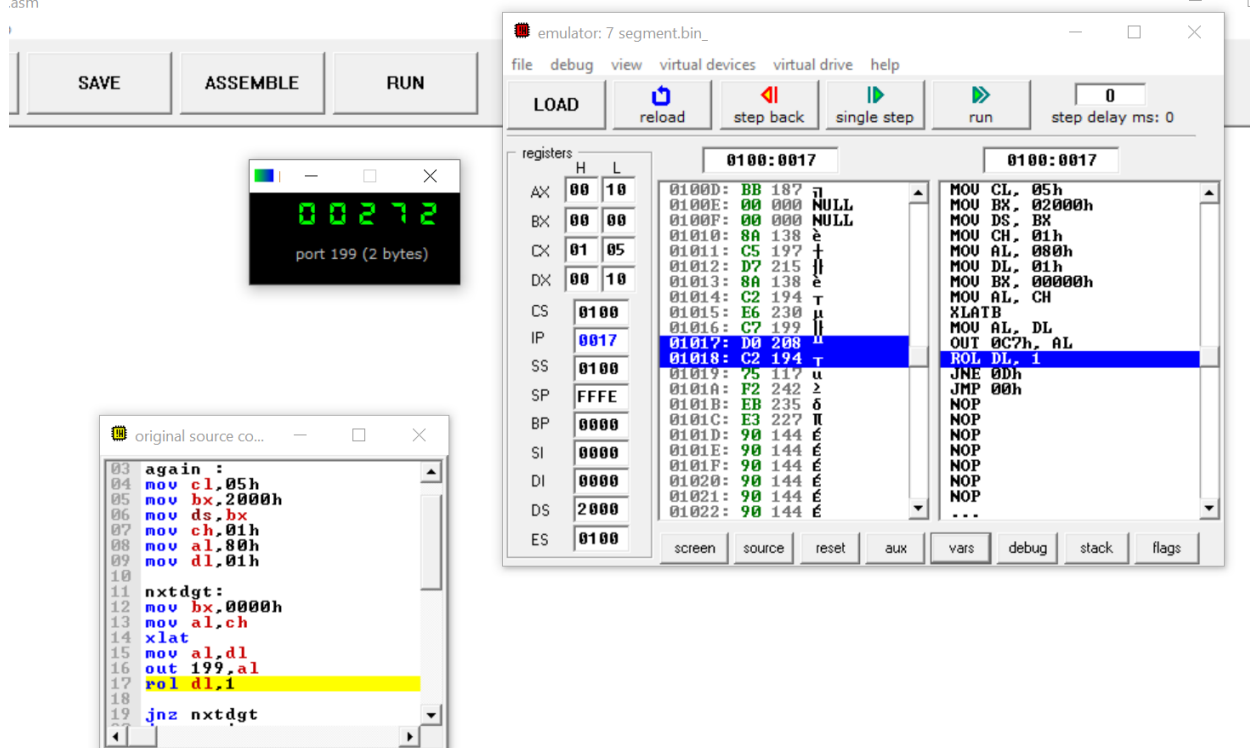 .asm
SAVE ASSEMBLE RUN
emulator: 7 segment.bin_
file debug view virtual devices virtual drive help
LOAD reload step back single step run 0
step delay ms: 0
registers
H L
AX 00 10
BX 00 00
CX 01 05
DX 00 10
CS 0100
IP 0017
SS 0100
SP FFFE
BP 0000
SI 0000
DI 0000
DS 2000
ES 0100
0100:0017
0100D: BB 187 ╗
0100E: 00 000 NULL
0100F: 00 000 NULL
01010: 8A 138 è
01011: C5 197 ┼
01012: D7 215 ╫
01013: 8A 138 è
01014: C2 194 ┬
01015: E6 230 µ
01016: C7 199 ╟
01017: D0 208 ╨
01018: C2 194 ┬
01019: 75 117 u
0101A: F2 242 ≥
0101B: EB 235 δ
0101C: E3 227 π
0101D: 90 144 É
0101E: 90 144 É
0101F: 90 144 É
01020: 90 144 É
01021: 90 144 É
01022: 90 144 É
0100:0017
MOV CL, 05h
MOV BX, 02000h
MOV DS, BX
MOV CH, 01h
MOV AL, 080h
MOV DL, 01h
MOV BX, 00000h
MOV AL, CH
XLATB
MOV AL, DL
OUT 0C7h, AL
ROL DL, 1
JNE 0Dh
JMP 00h
NOP
NOP
NOP
NOP
NOP
NOP
NOP
...
screen source reset aux vars debug stack flags
00272
port 199 (2 bytes)
original source co...
03 again :
04 mov cl,05h
05 mov bx,2000h
06 mov ds,bx
07 mov ch,01h
08 mov al,80h
09 mov dl,01h
10
11 nxtdgt:
12 mov bx,0000h
13 mov al,ch
14 xlat
15 mov al,dl
16 out 199,al
17 rol dl,1
18
19 jnz nxtdgt